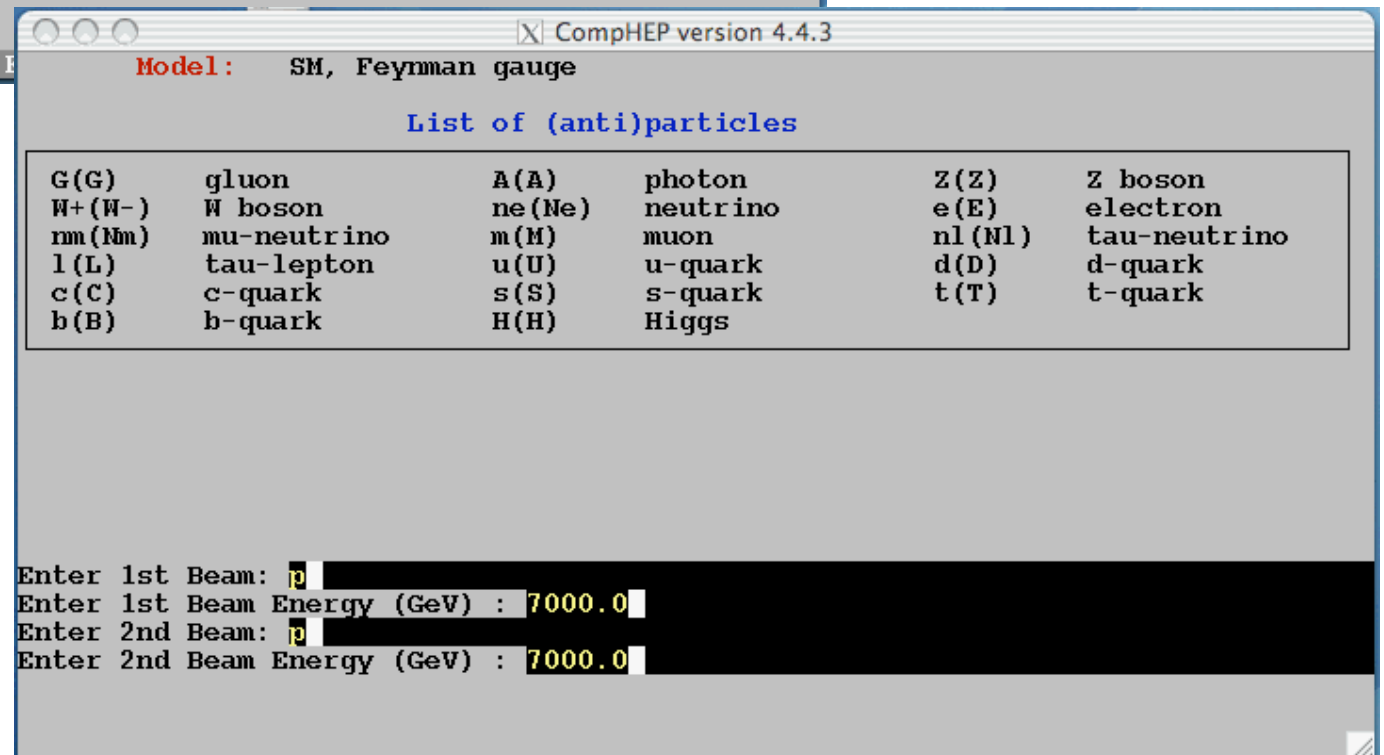 CompHEP version 4.4.3
Model: SM, Feynman gauge
List of (anti)particles
G(G) gluon A(A) photon Z(Z) Z boson
W+(W-) W boson ne(Ne) neutrino e(E) electron
nm(Nm) mu-neutrino m(M) muon nl(Nl) tau-neutrino
l(L) tau-lepton u(U) u-quark d(D) d-quark
c(C) c-quark s(S) s-quark t(T) t-quark
b(B) b-quark H(H) Higgs
Enter 1st Beam: p
Enter 1st Beam Energy (GeV) : 7000.0
Enter 2nd Beam: p
Enter 2nd Beam Energy (GeV) : 7000.0